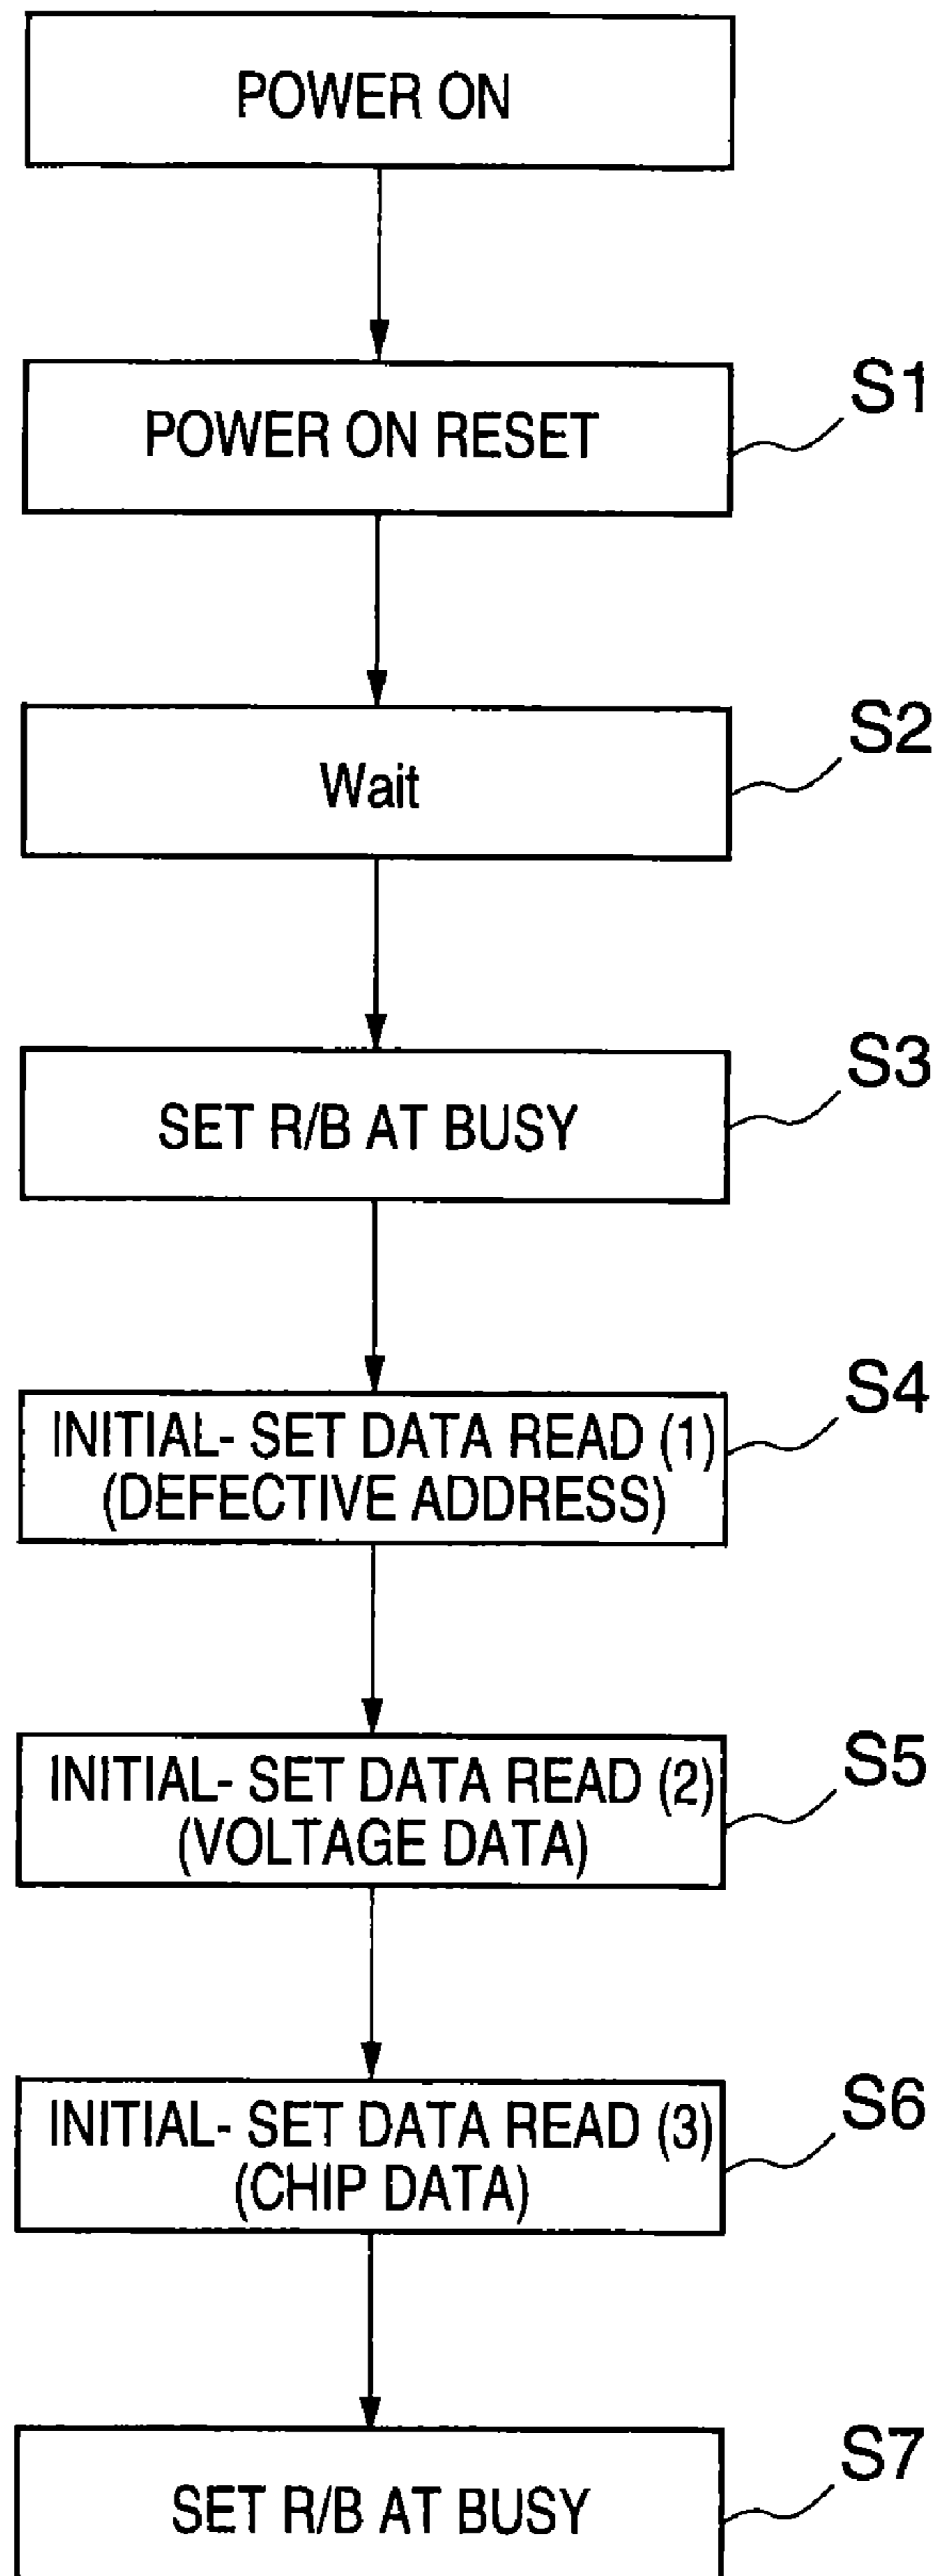 POWER ON
POWER ON RESET
S1
Wait
S2
SET R/B AT BUSY
S3
INITIAL- SET DATA READ (1)
(DEFECTIVE ADDRESS)
S4
INITIAL- SET DATA READ (2)
(VOLTAGE DATA)
S5
INITIAL- SET DATA READ (3)
(CHIP DATA)
S6
SET R/B AT BUSY
S7